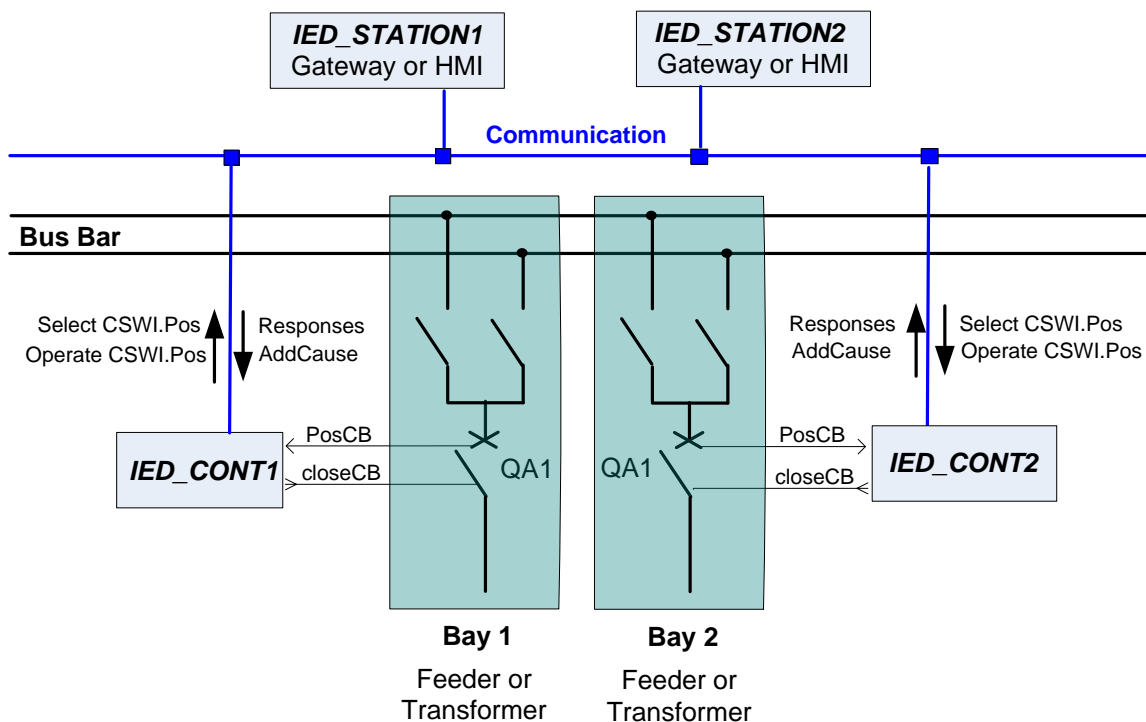 IED_STATION1
Gateway or HMI
IED_STATION2
Gateway or HMI
Communication
Bus Bar
Select CSWI.Pos
Operate CSWI.Pos
Responses
AddCause
Responses
AddCause
Select CSWI.Pos
Operate CSWI.Pos
IED_CONT1
PosCB
closeCB
QA1
QA1
PosCB
closeCB
IED_CONT2
Bay 1
Feeder or
Transformer
Bay 2
Feeder or
Transformer